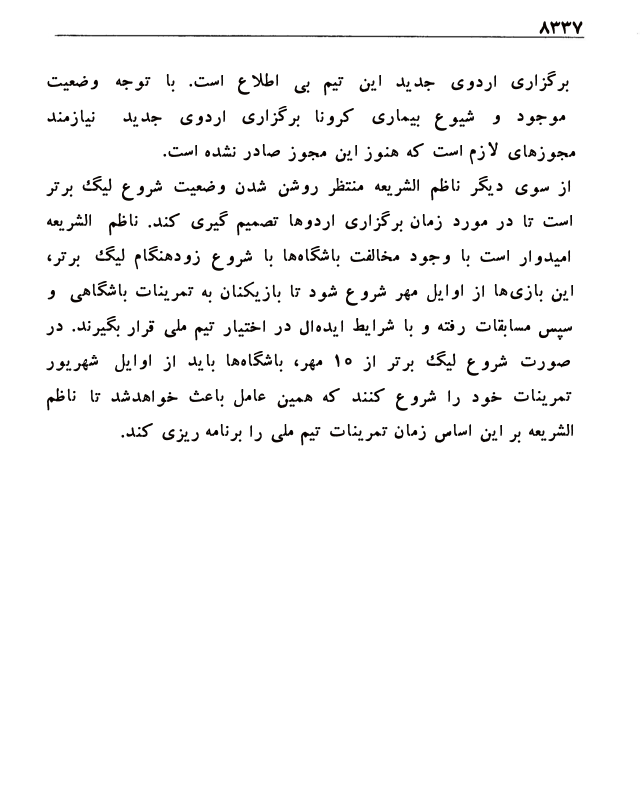 ۸۳۳۷
برگزاری اردوی جدید این تیم بی اطلاع است. با توجه وضعیت
موجود و شیوع بیماری کرونا برگزاری اردوی جدید نیازمند
مجوزهای لازم است که هنوز این مجوز صادر نشده است.
از سوی دیگر ناظم الشریعه منتظر روشن شدن وضعیت شروع لیگ برتر
است تا در مورد زمان برگزاری اردوها تصمیم گیری کند. ناظم الشریعه
امیدوار است با وجود مخالفت باشگاه‌ها با شروع زودهنگام لیگ برتر،
این بازی‌ها از اوایل مهر شروع شود تا بازیکنان به تمرینات باشگاهی و
سپس مسابقات رفته و با شرایط ایده‌ال در اختیار تیم ملی قرار بگیرند. در
صورت شروع لیگ برتر از ۱۵ مهر، باشگاه‌ها باید از اوایل شهریور
تمرینات خود را شروع کنند که همین عامل باعث خواهدشد تا ناظم
الشریعه بر این اساس زمان تمرینات تیم ملی را برنامه ریزی کند.